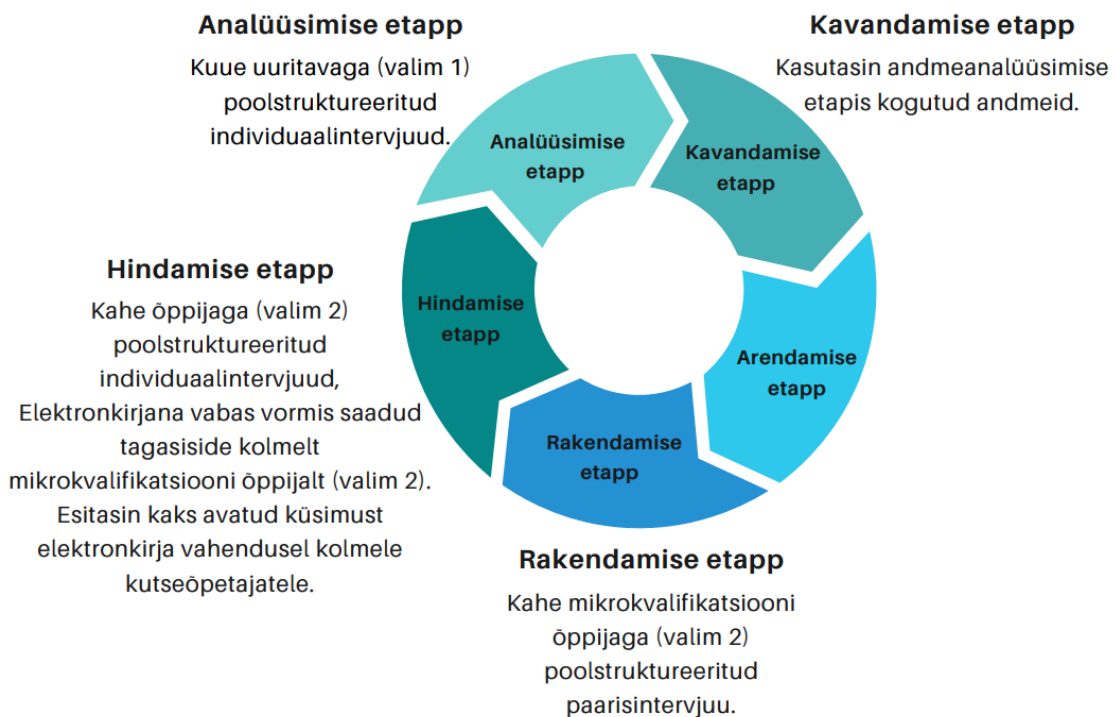 Analüüsimise etapp
Kuue uuritavaga (valim 1)
poolstruktureeritud
individuaalintervjuud.
Kavandamise etapp
Kasutasin andmeanalüüsimise
etapis kogutud andmeid.
Analüüsimise
etapp
Kavandamise
etapp
Hindamise etapp
Kahe õppijaga (valim 2)
poolstruktureeritud
individuaalintervjuud,
Elektronkirjana vabas vormis saadud
tagasiside kolmelt
mikrokvalifikatsiooni õppijalt (valim 2).
Esitasin kaks avatud küsimust
elektronkirja vahendusel kolmele
kutseõpetajatele.
Hindamise
etapp
Arendamise
etapp
Rakendamise
etapp
Rakendamise etapp
Kahe mikrokvalifikatsiooni
õppijaga (valim 2)
poolstruktureeritud
paarisintervjuu.